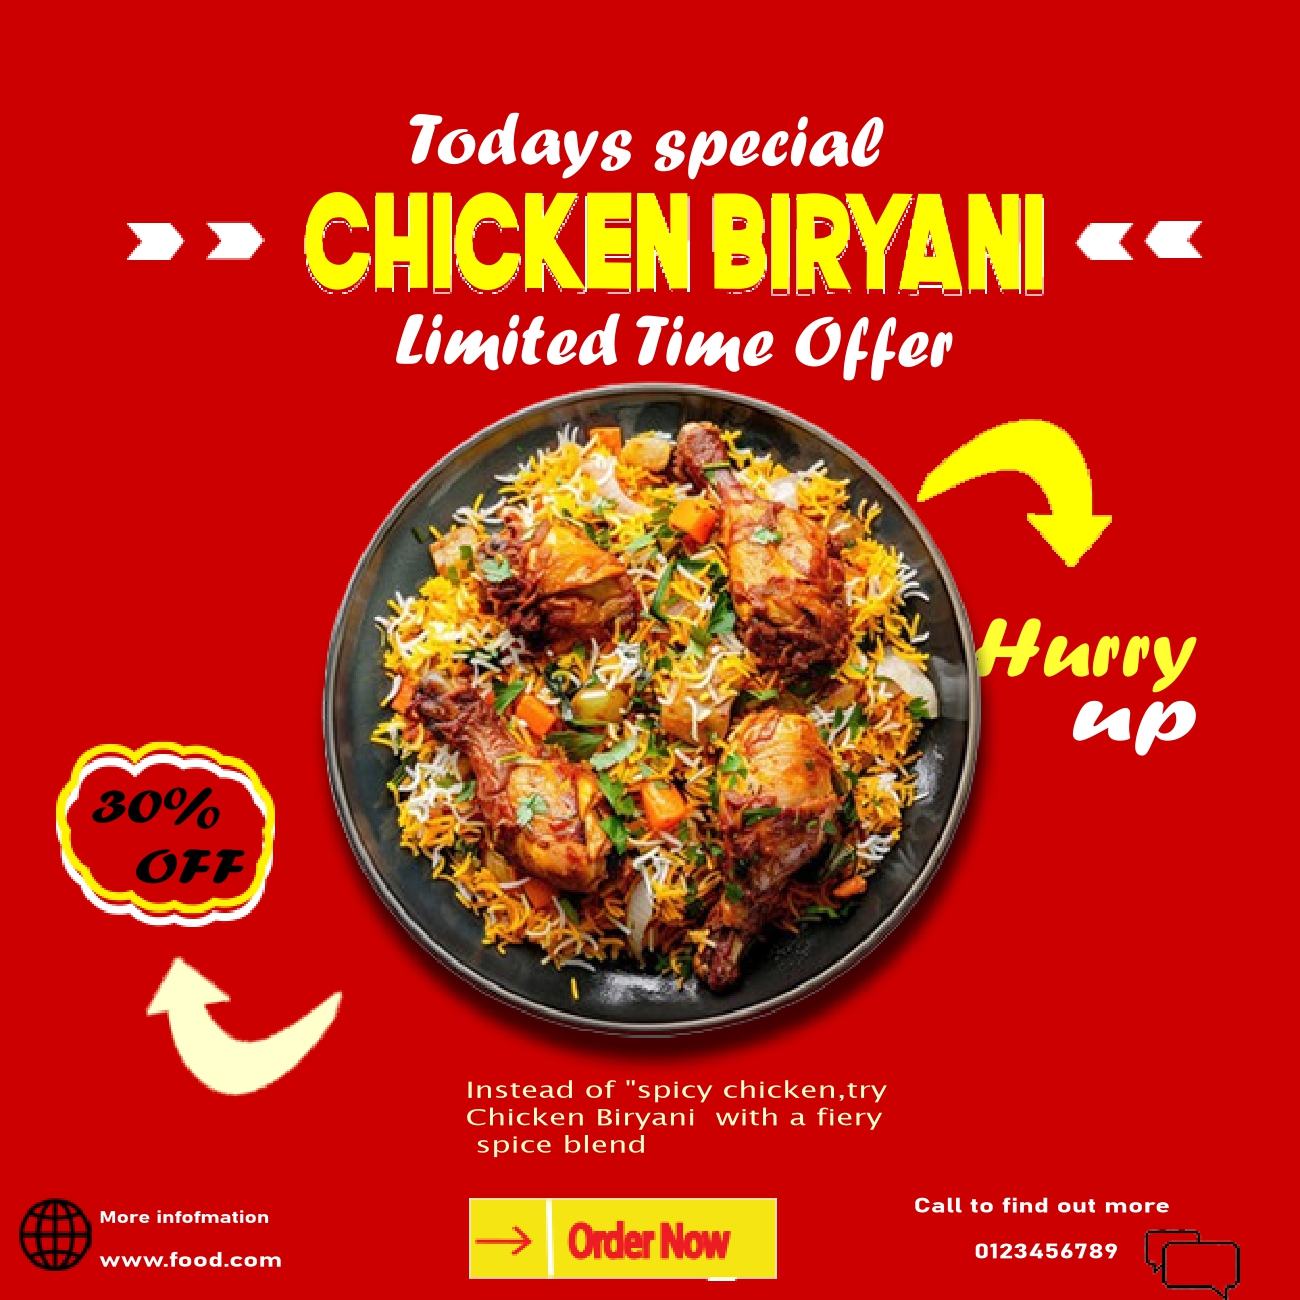 Todays special
CHICKEN BIRYANI
Limited Time Offer
Hurry
up
30%
OFF
Instead of "spicy chicken,try
Chicken Biryani  with a fiery
spice blend
More infofmation
www.food.com
Order Now
Call to find out more
0123456789